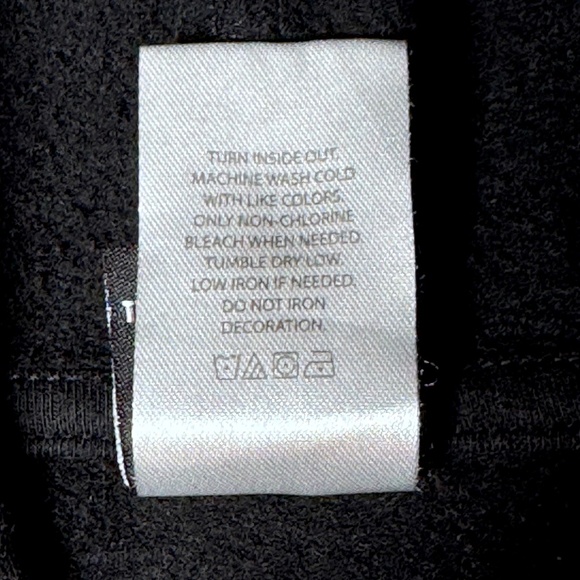 TURN INSIDE OUT.
MACHINE WASH COLD
WITH LIKE COLORS.
ONLY NON-CHLORINE
BLEACH WHEN NEEDED.
TUMBLE DRY LOW.
LOW IRON IF NEEDED.
DO NOT IRON
DECORATION.
T